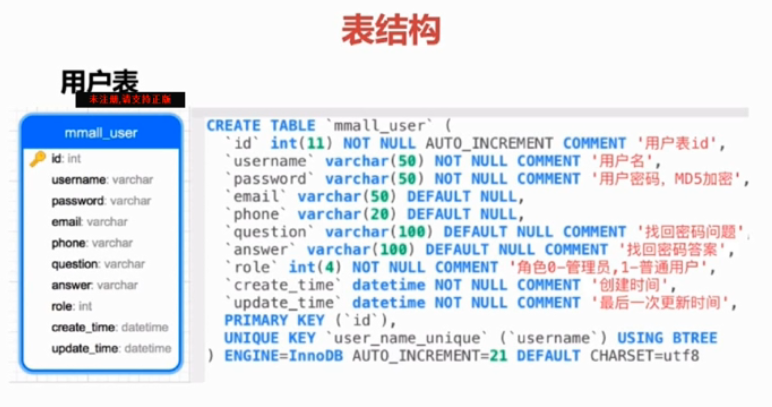 表结构
用户表
未注册,请支持正版
mmall_user
id: int
username: varchar
password: varchar
email: varchar
phone: varchar
question: varchar
answer: varchar
role: int
create_time: datetime
update_time: datetime
CREATE TABLE `mmall_user` (
`id` int(11) NOT NULL AUTO_INCREMENT COMMENT '用户表id',
`username` varchar(50) NOT NULL COMMENT '用户名',
`password` varchar(50) NOT NULL COMMENT '用户密码，MD5加密',
`email` varchar(50) DEFAULT NULL,
`phone` varchar(20) DEFAULT NULL,
`question` varchar(100) DEFAULT NULL COMMENT '找回密码问题',
`answer` varchar(100) DEFAULT NULL COMMENT '找回密码答案',
`role` int(4) NOT NULL COMMENT '角色0-管理员,1-普通用户',
`create_time` datetime NOT NULL COMMENT '创建时间',
`update_time` datetime NOT NULL COMMENT '最后一次更新时间',
PRIMARY KEY (`id`),
UNIQUE KEY `user_name_unique` (`username`) USING BTREE
) ENGINE=InnoDB AUTO_INCREMENT=21 DEFAULT CHARSET=utf8